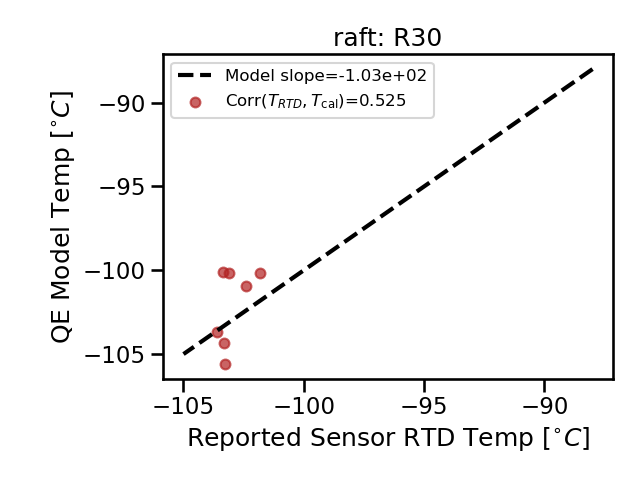 raft: R30
Model slope=-1.03e+02
Corr(T_RTD, T_cal)=0.525
QE Model Temp [°C]
−90
−95
−100
−105
−105 −100 −95 −90
Reported Sensor RTD Temp [°C]